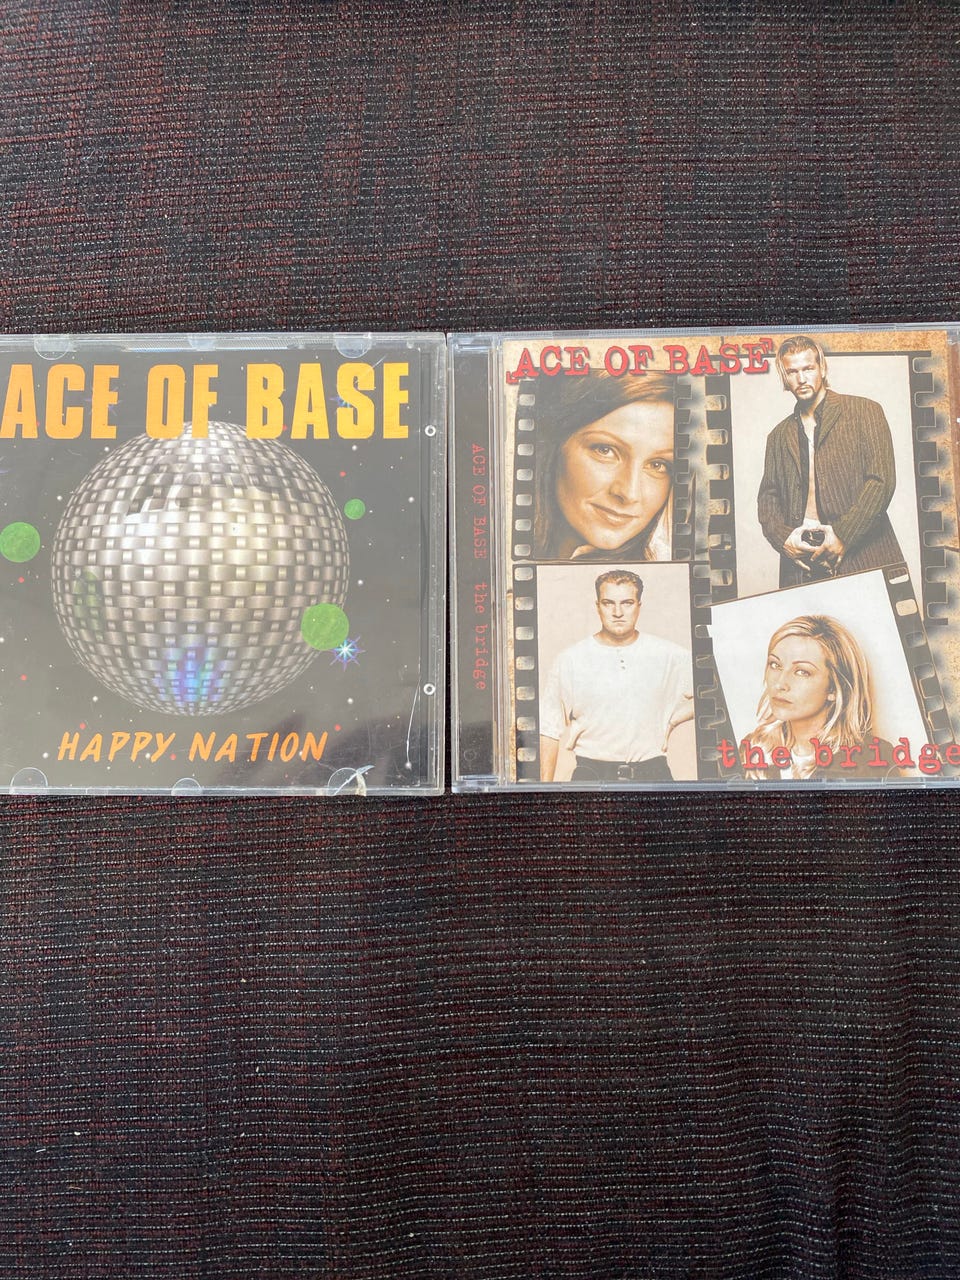 ACE OF BASE
HAPPY NATION
ACE OF BASE the bridge
ACE OF BASE
the bridge